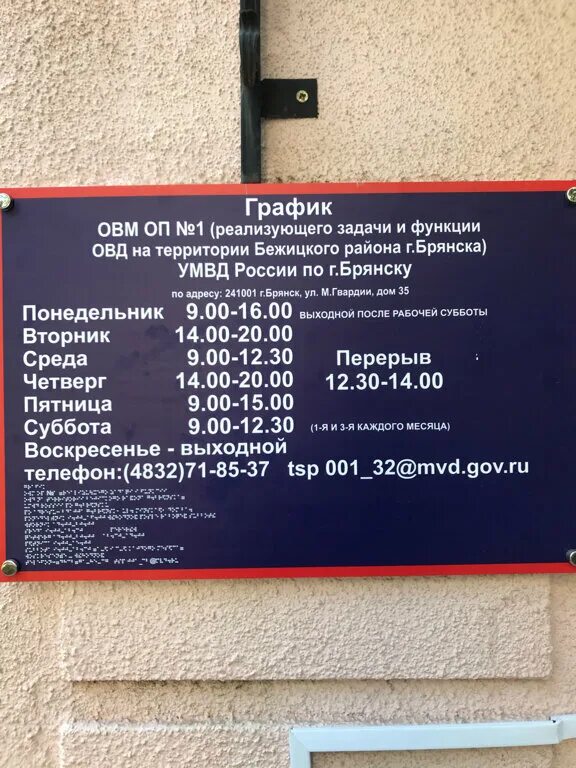 График
ОВМ ОП №1 (реализующего задачи и функции
ОВД на территории Бежицкого района г.Брянска)
УМВД России по г.Брянску
по адресу: 241001 г.Брянск, ул. М.Гвардии, дом 35
Понедельник 9.00-16.00 ВЫХОДНОЙ ПОСЛЕ РАБОЧЕЙ СУББОТЫ
Вторник 14.00-20.00
Среда 9.00-12.30 Перерыв
Четверг 14.00-20.00 12.30-14.00
Пятница 9.00-15.00
Суббота 9.00-12.30 (1-Я И 3-Я КАЖДОГО МЕСЯЦА)
Воскресенье - выходной
телефон:(4832)71-85-37 tsp 001_32@mvd.gov.ru